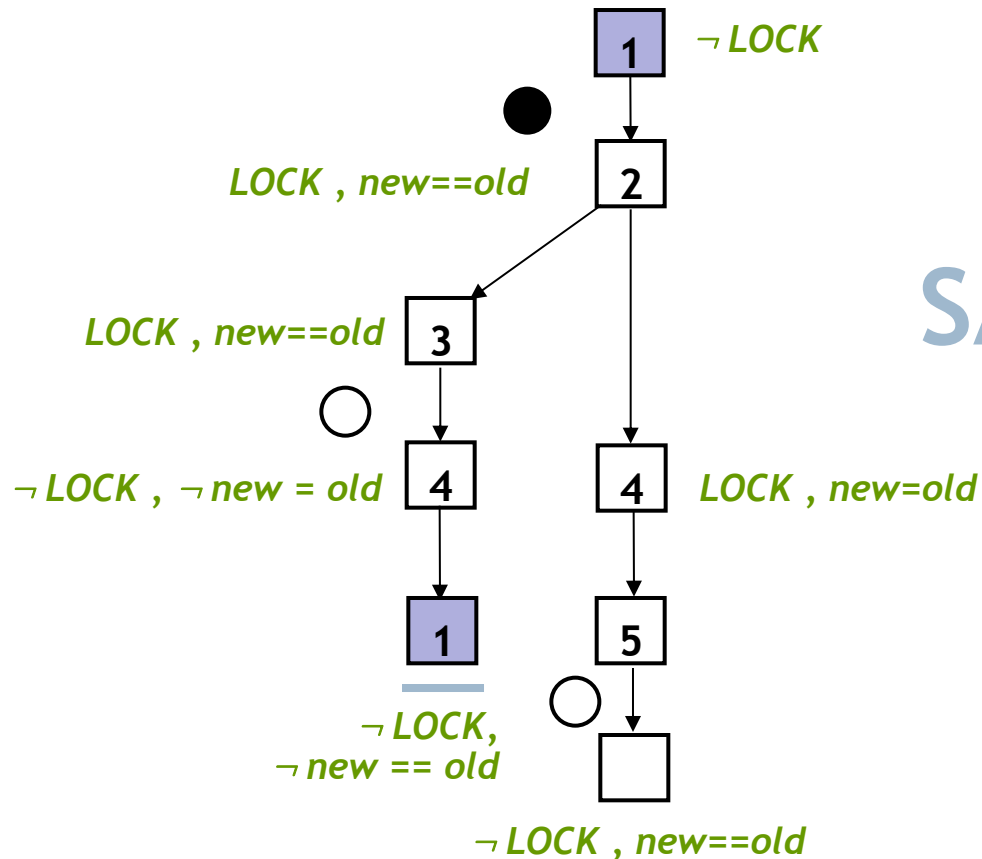 1
¬ LOCK
LOCK , new==old
2
LOCK , new==old
3
SA
¬ LOCK , ¬ new = old
4
4
LOCK , new=old
1
5
¬ LOCK,
¬ new == old
¬ LOCK , new==old